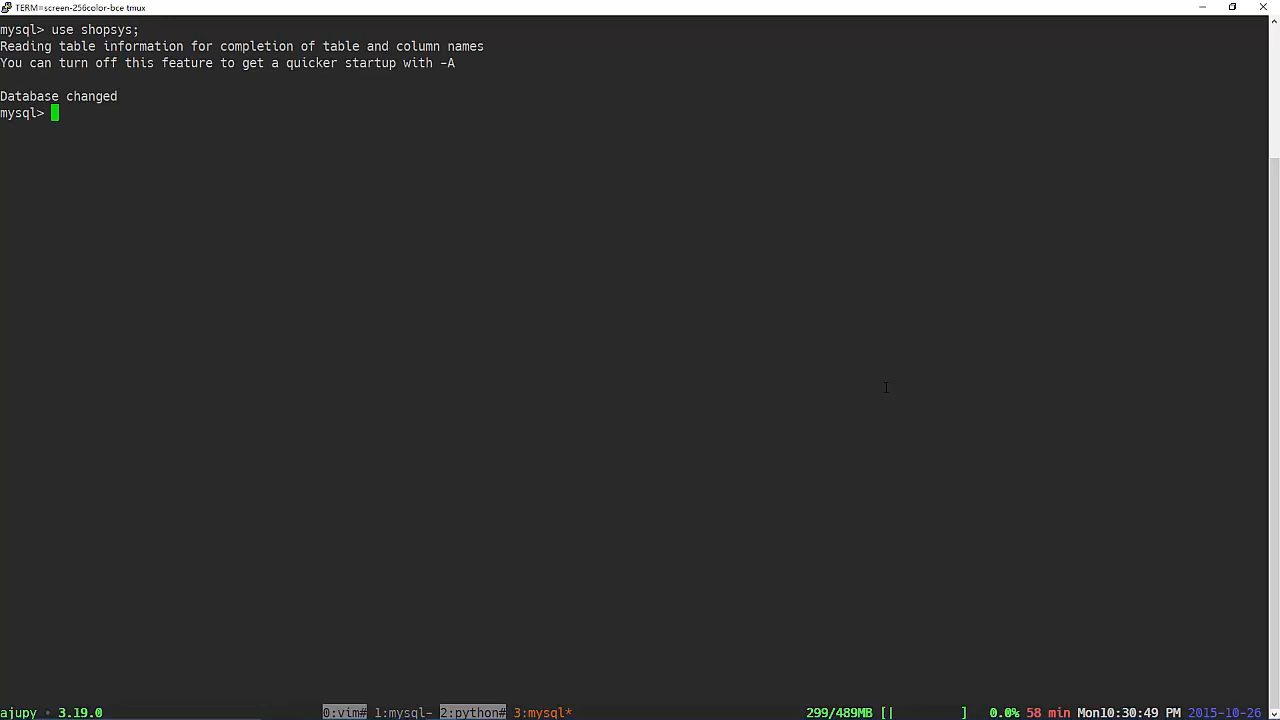 TERM=screen-256color-bce tmux
mysql> use shopsys;
Reading table information for completion of table and column names
You can turn off this feature to get a quicker startup with -A
Database changed
mysql>
ajupy • 3.19.0 0:vim# 1:mysql- 2:python# 3:mysql* 299/489MB [| ] 0.0% 58 min Mon10:30:49 PM 2015-10-26